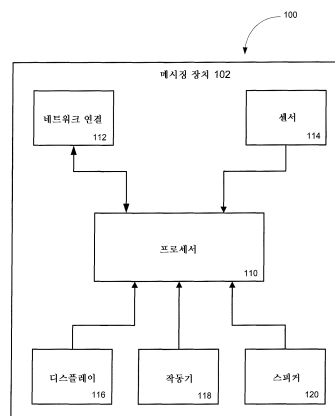 100
메시징 장치 102
네트워크 연결
112
센서
114
프로세서
110
디스플레이
116
작동기
118
스피커
120